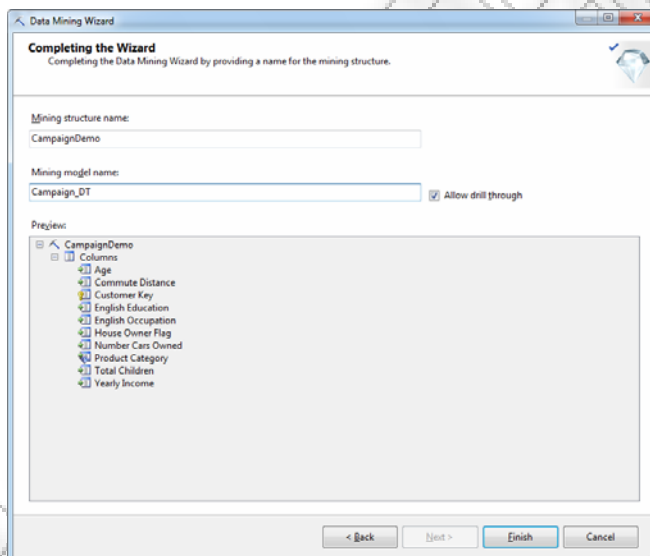 Data Mining Wizard
Completing the Wizard
Completing the Data Mining Wizard by providing a name for the mining structure.
Mining structure name:
CampaignDemo
Mining model name:
Campaign_DT
Allow drill through
Preview:
CampaignDemo
Columns
Age
Commute Distance
Customer Key
English Education
English Occupation
House Owner Flag
Number Cars Owned
Product Category
Total Children
Yearly Income
< Back
Next >
Finish
Cancel